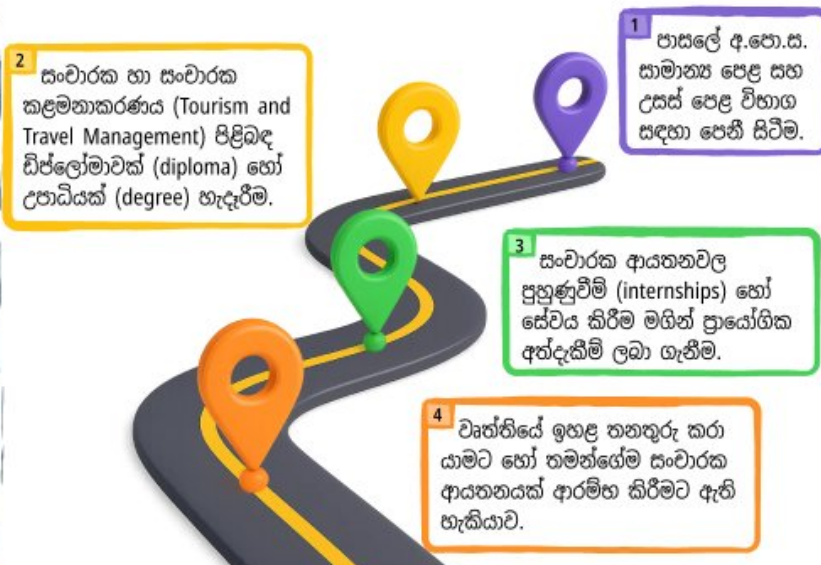 1
පාසලේ අ.පො.ස.
සාමාන්‍ය පෙළ සහ
උසස් පෙළ විභාග
සඳහා පෙනී සිටීම.
2
සංචාරක හා සංචාරක
කළමනාකරණය (Tourism and
Travel Management) පිළිබඳ
ඩිප්ලෝමාවක් (diploma) හෝ
උපාධියක් (degree) හැදෑරීම.
3
සංචාරක ආයතනවල
පුහුණුවීම් (internships) හෝ
සේවය කිරීම මගින් ප්‍රායෝගික
අත්දැකීම් ලබා ගැනීම.
4
වෘත්තියේ ඉහළ තනතුරු කරා
යාමට හෝ තමන්ගේම සංචාරක
ආයතනයක් ආරම්භ කිරීමට ඇති
හැකියාව.